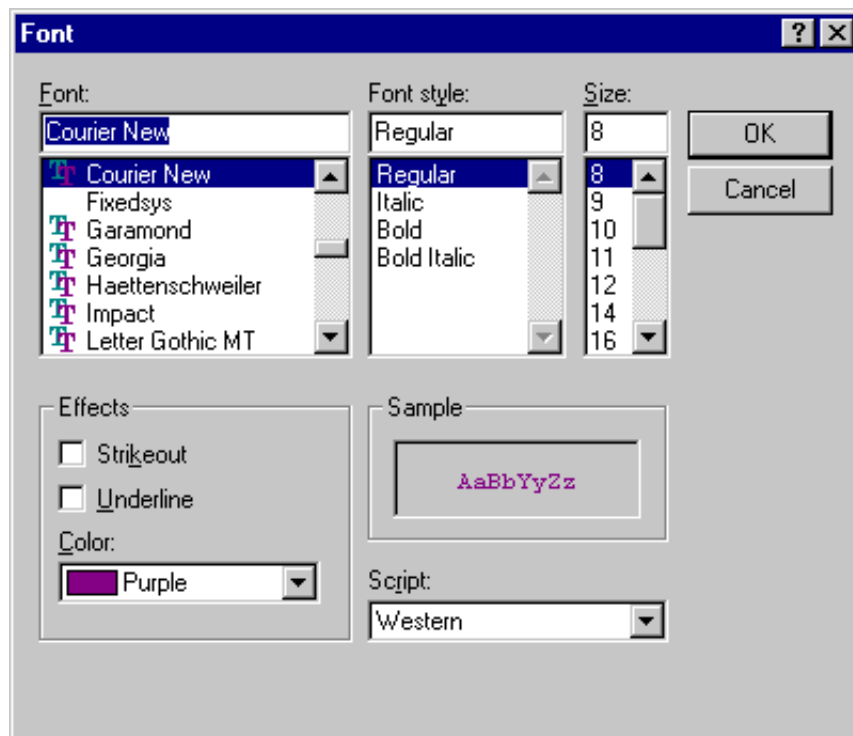 Font
Font:
Courier New
Courier New
Fixedsys
Garamond
Georgia
Haettenschweiler
Impact
Letter Gothic MT
Font style:
Regular
Regular
Italic
Bold
Bold Italic
Size:
8
8
9
10
11
12
14
16
OK
Cancel
Effects
Strikeout
Underline
Color:
Purple
Sample
AaBbYyZz
Script:
Western